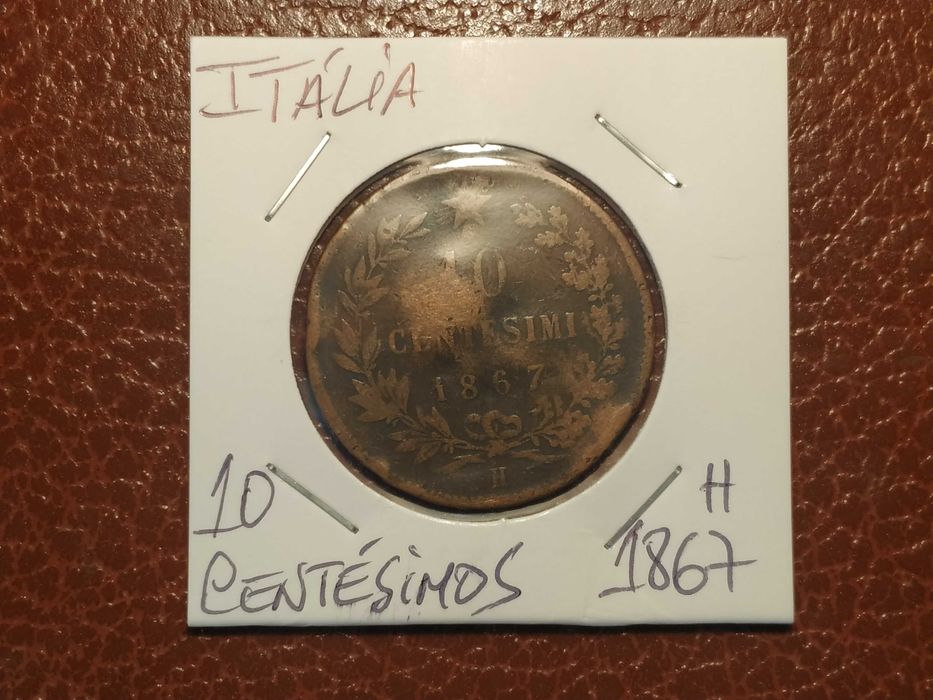 ITÁLIA
10
CENTESIMI
1867
H
10
CENTÉSIMOS
H
1867